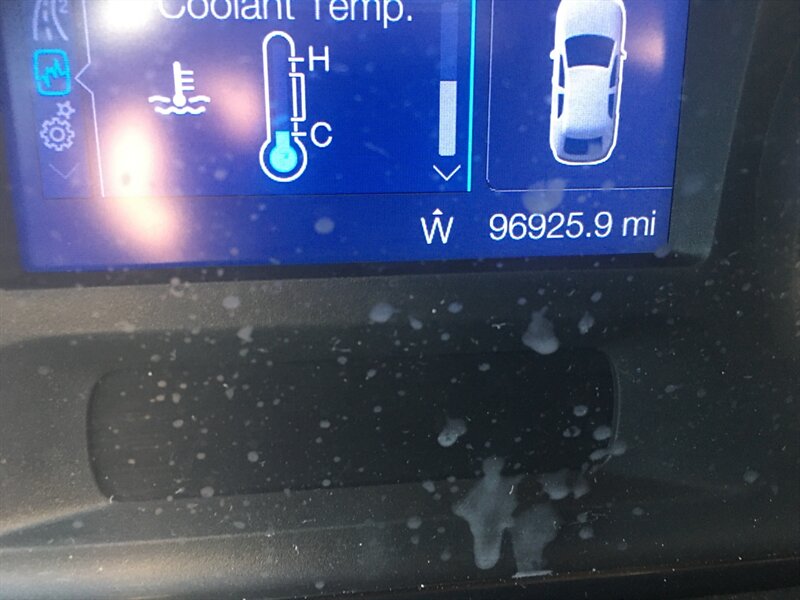 Coolant Temp.
H
C
W 96925.9 mi